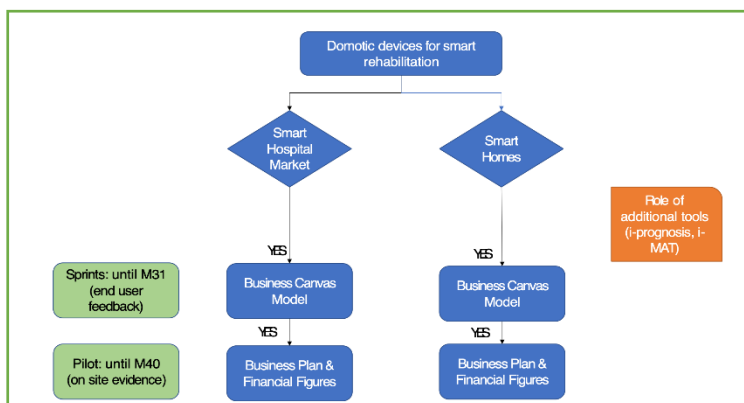 Domotic devices for smart
rehabilitation
Smart
Hospital
Market
Smart
Homes
Role of
additional tools
(i-prognosis, i-
MAT)
YES
YES
Sprints: until M31
(end user
feedback)
Business Canvas
Model
Business Canvas
Model
YES
YES
Pilot: until M40
(on site evidence)
Business Plan &
Financial Figures
Business Plan &
Financial Figures